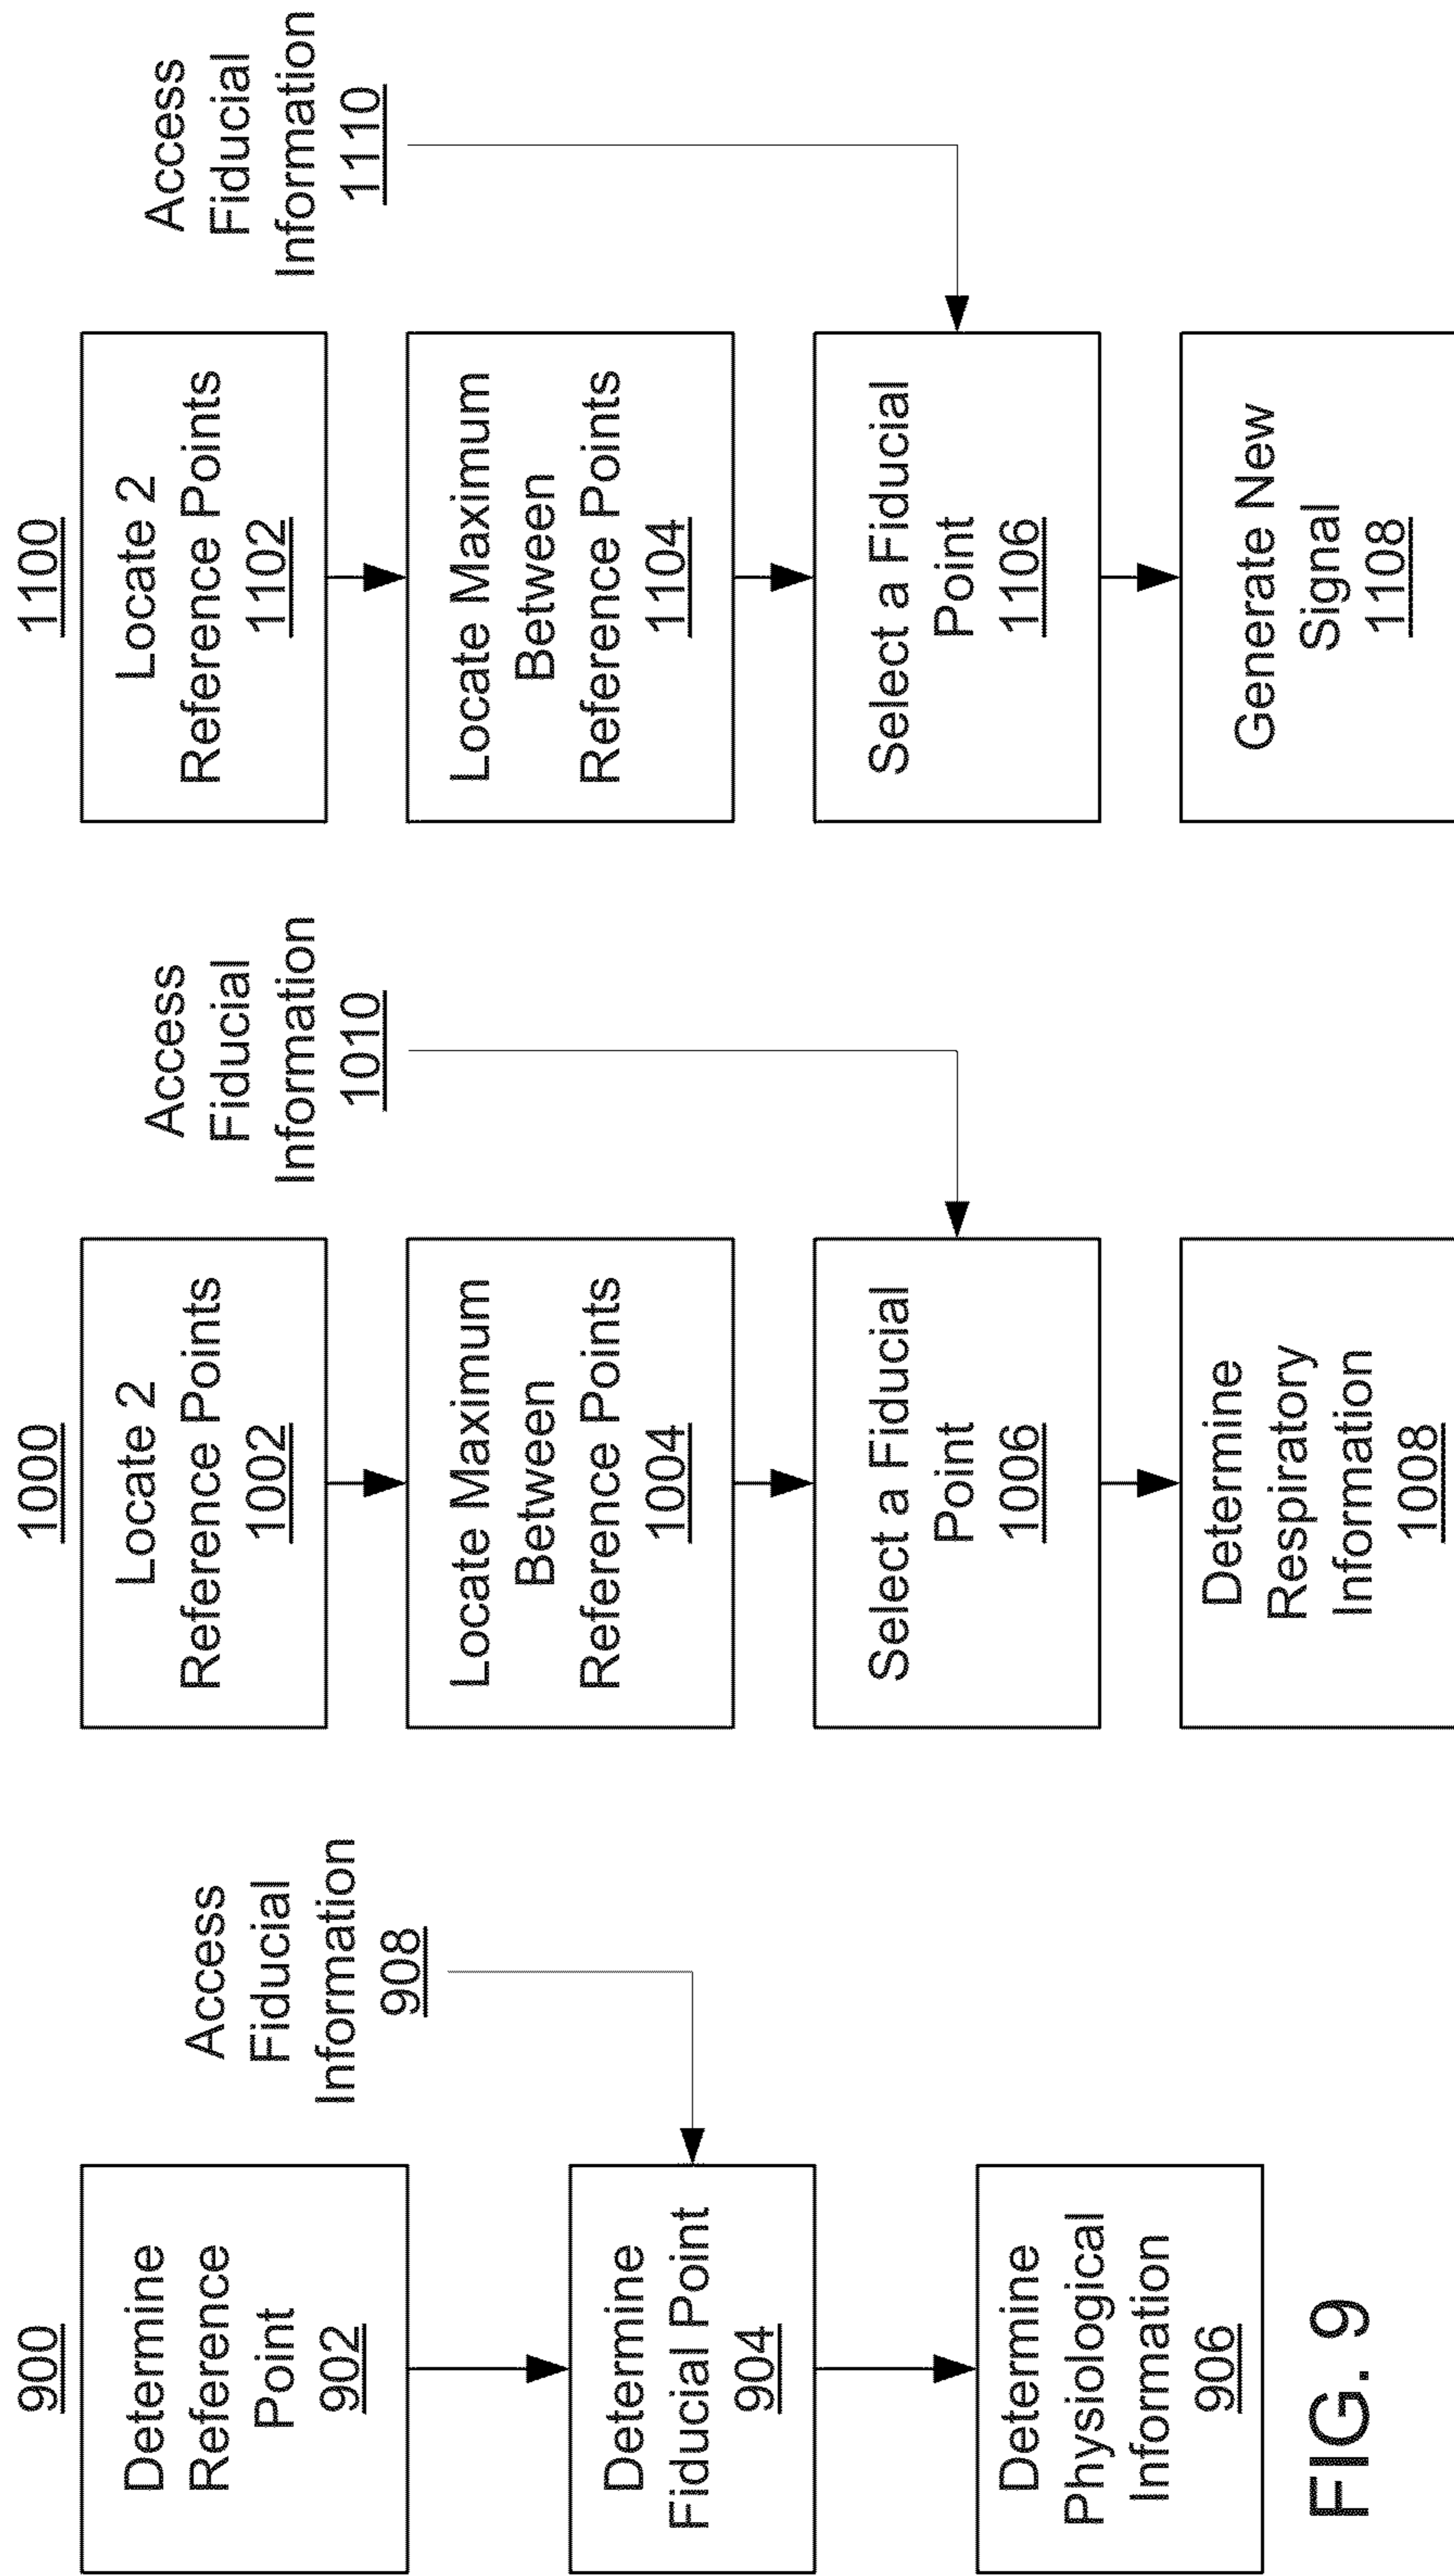 900
Determine
Reference
Point
902
Access
Fiducial
Information
908
Determine
Fiducial Point
904
Determine
Physiological
Information
906
FIG. 9
1000
Locate 2
Reference Points
1002
Access
Fiducial
Information
1010
Locate Maximum
Between
Reference Points
1004
Select a Fiducial
Point
1006
Determine
Respiratory
Information
1008
1100
Locate 2
Reference Points
1102
Access
Fiducial
Information
1110
Locate Maximum
Between
Reference Points
1104
Select a Fiducial
Point
1106
Generate New
Signal
1108